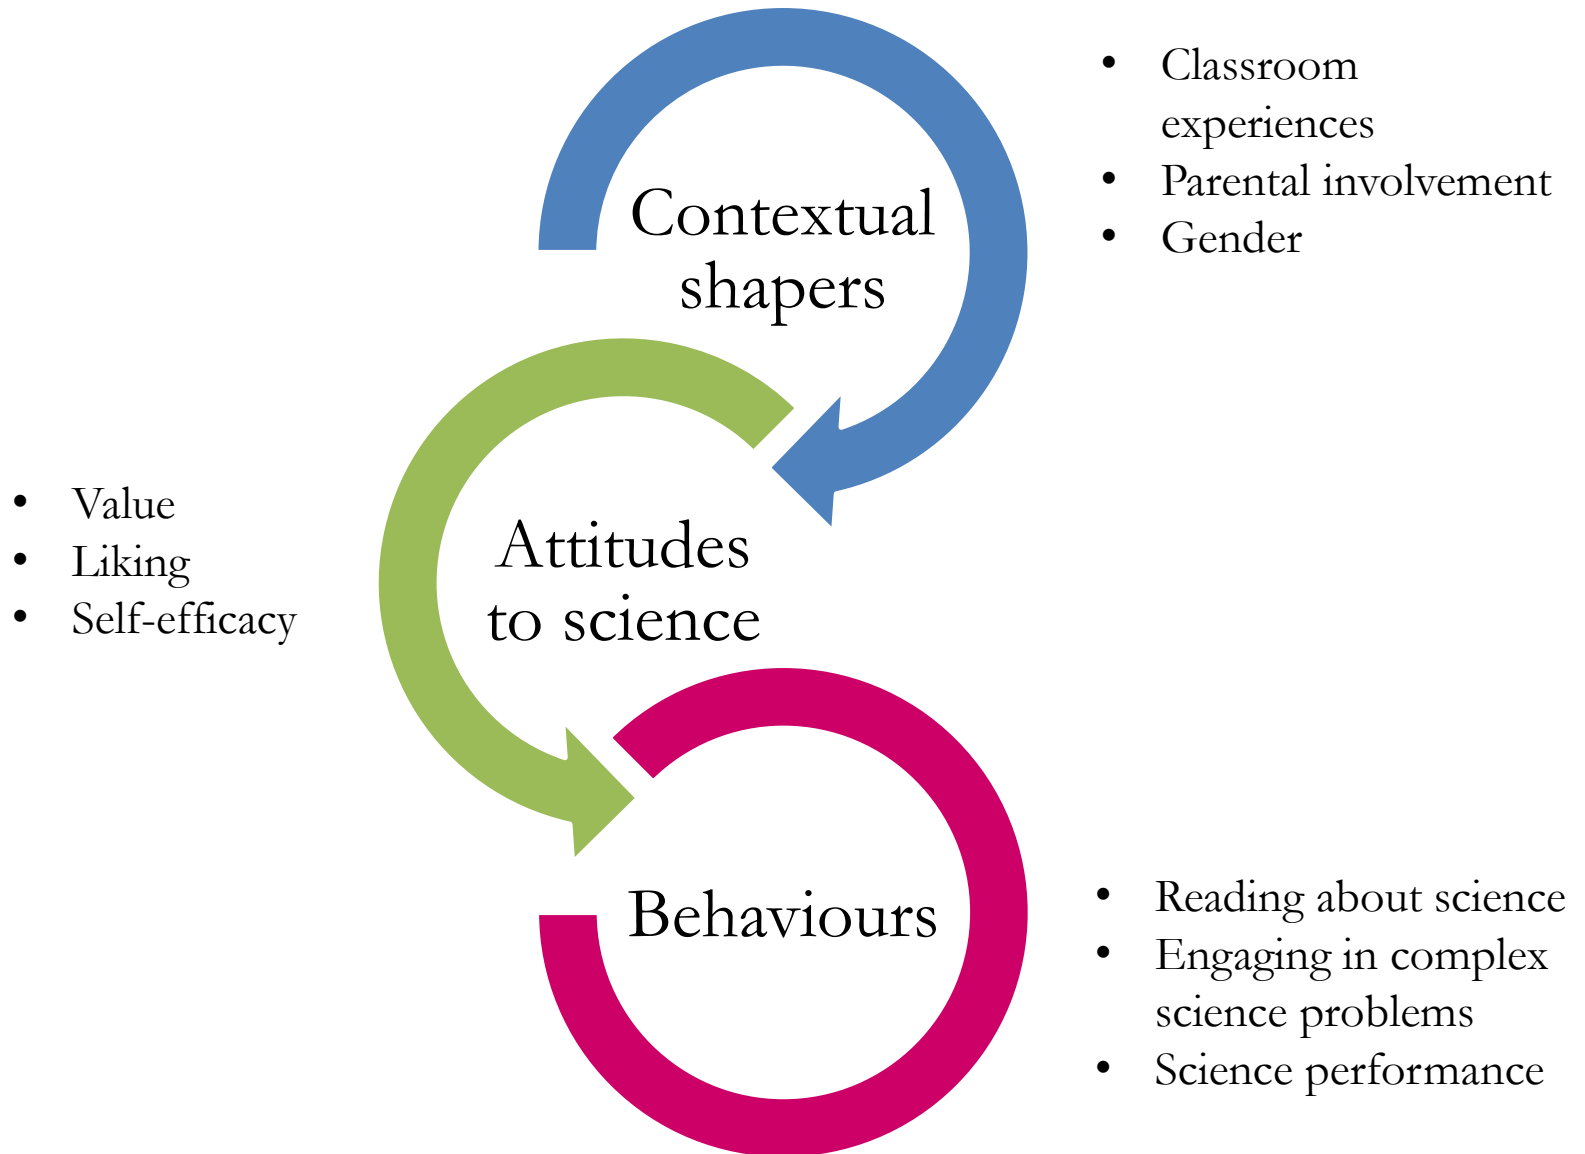 Contextual
shapers
• Classroom
experiences
• Parental involvement
• Gender
Attitudes
to science
• Value
• Liking
• Self-efficacy
Behaviours
• Reading about science
• Engaging in complex
science problems
• Science performance